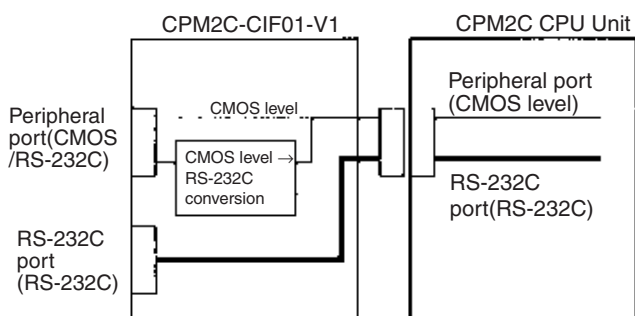 CPM2C-CIF01-V1
CPM2C CPU Unit
Peripheral
port(CMOS
/RS-232C)
CMOS level
CMOS level →
RS-232C
conversion
RS-232C
port
(RS-232C)
Peripheral port
(CMOS level)
RS-232C
port(RS-232C)